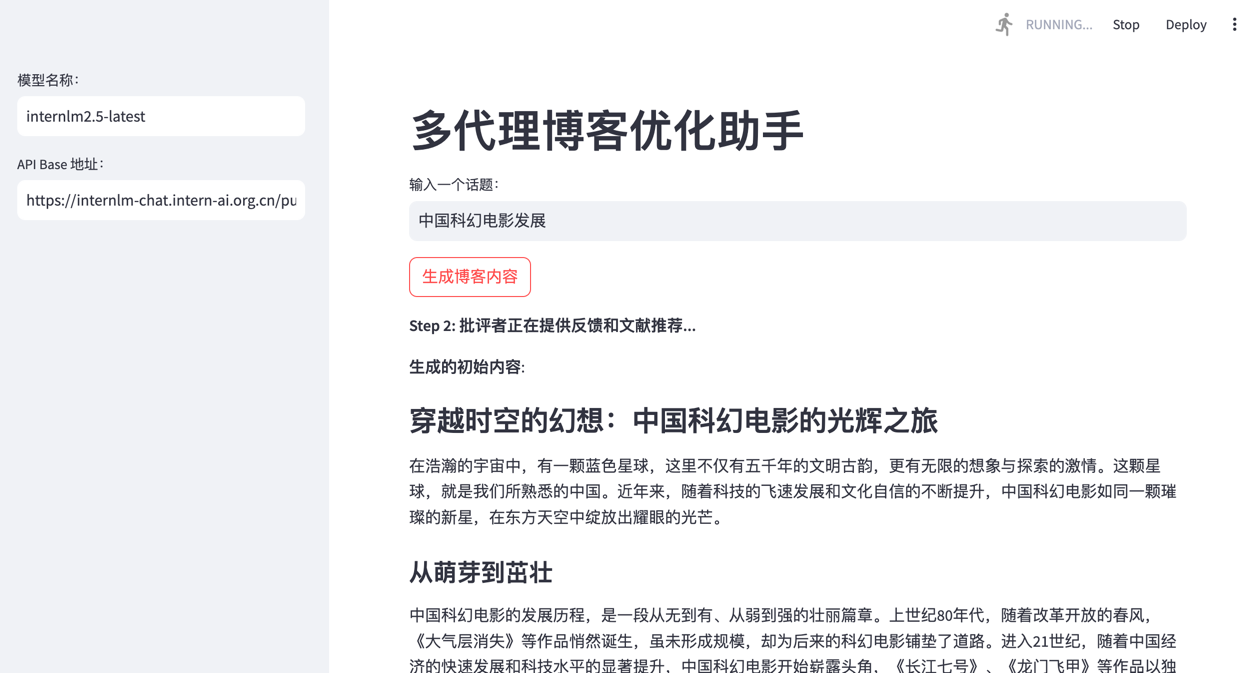 RUNNING...
Stop
Deploy
模型名称：
internlm2.5-latest
API Base 地址：
https://internlm-chat.intern-ai.org.cn/pu
多代理博客优化助手
输入一个话题：
中国科幻电影发展
生成博客内容
Step 2: 批评者正在提供反馈和文献推荐...
生成的初始内容:
穿越时空的幻想：中国科幻电影的光辉之旅
在浩瀚的宇宙中，有一颗蓝色星球，这里不仅有五千年的文明古韵，更有无限的想象与探索的激情。这颗星
球，就是我们所熟悉的中国。近年来，随着科技的飞速发展和文化自信的不断提升，中国科幻电影如同一颗璀
璨的新星，在东方天空中绽放出耀眼的光芒。
从萌芽到茁壮
中国科幻电影的发展历程，是一段从无到有、从弱到强的壮丽篇章。上世纪80年代，随着改革开放的春风，
《大气层消失》等作品悄然诞生，虽未形成规模，却为后来的科幻电影铺垫了道路。进入21世纪，随着中国经
济的快速发展和科技水平的显著提升，中国科幻电影开始崭露头角，《长江七号》、《龙门飞甲》等作品以独